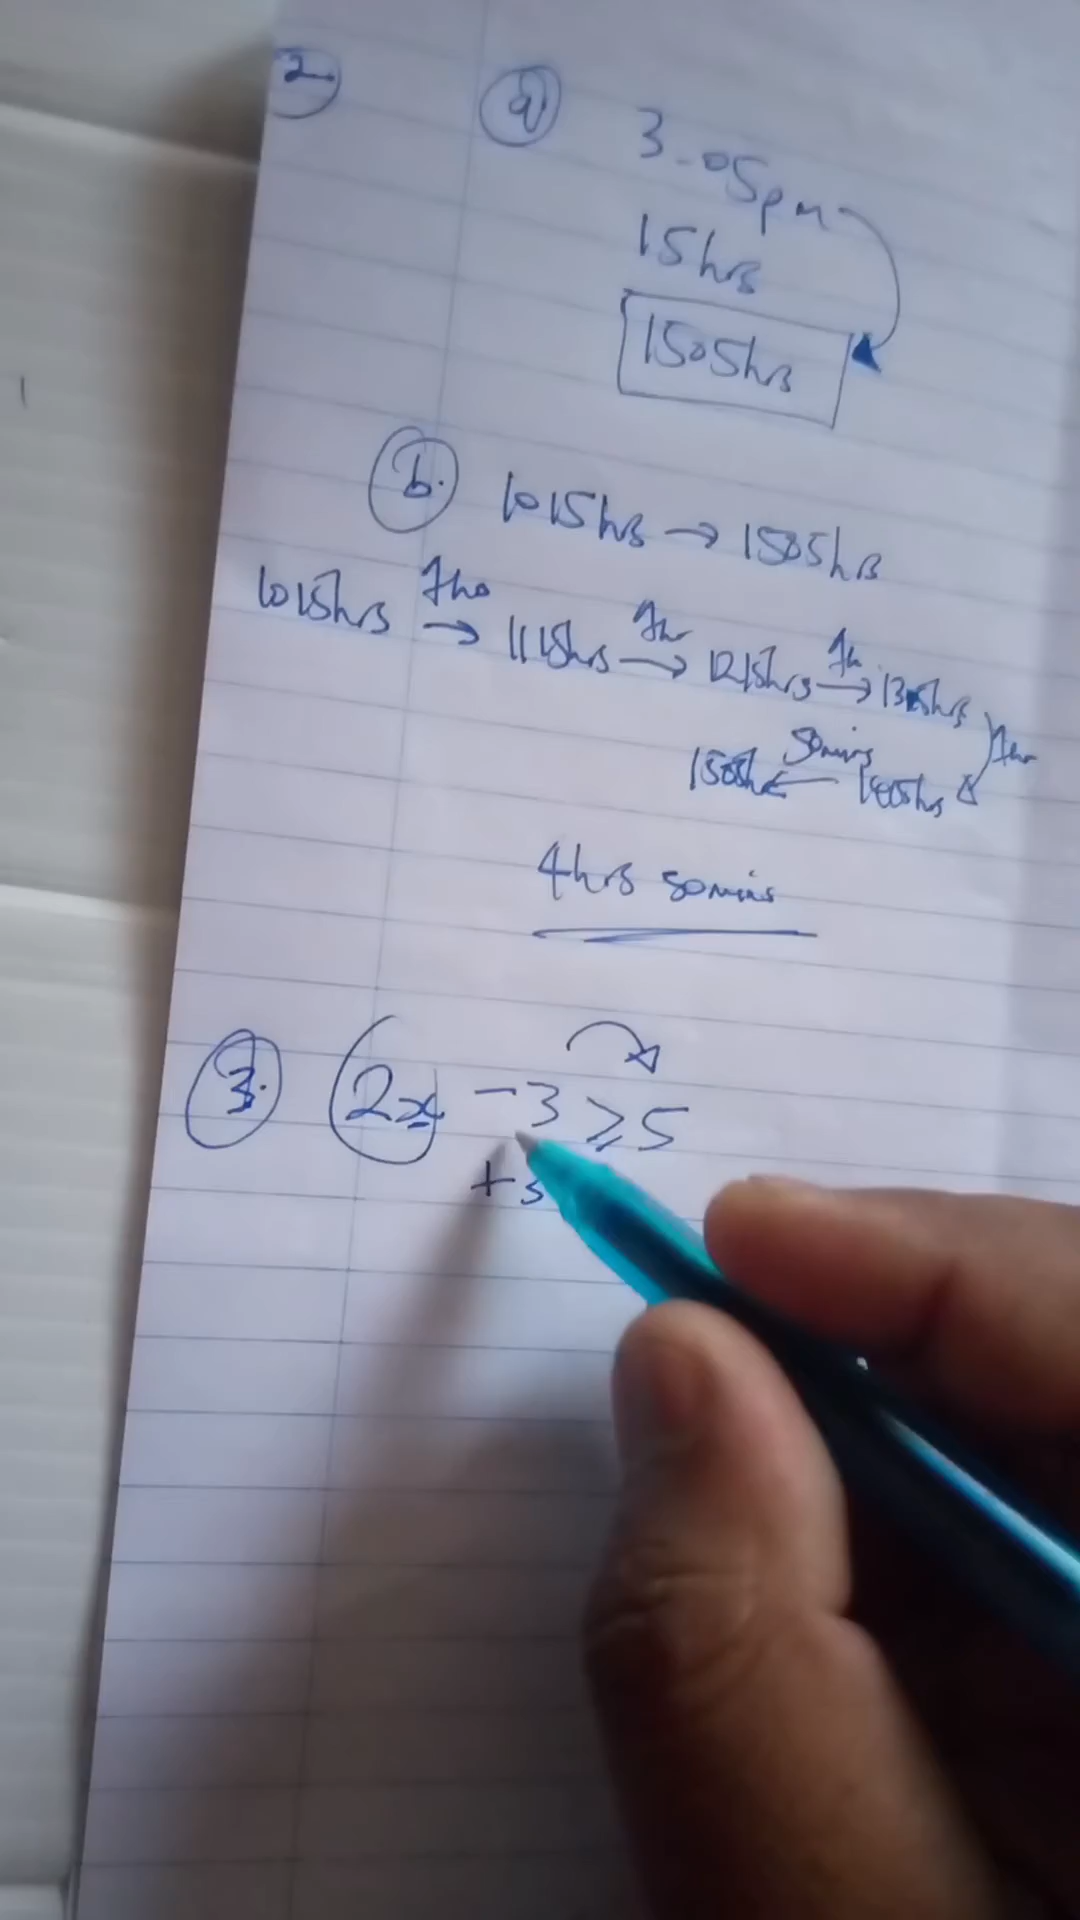 2
a 3.05pm
15hrs
1505hrs
b. 1015hrs → 1505hrs
1015hrs → 1hr 1115hrs → 1hr 1215hrs → 1hr 1315hrs
1505hrs ← 50mins 1415hrs 1hr
4hrs 50mins
3. 2x - 3 ≥ 5
+3